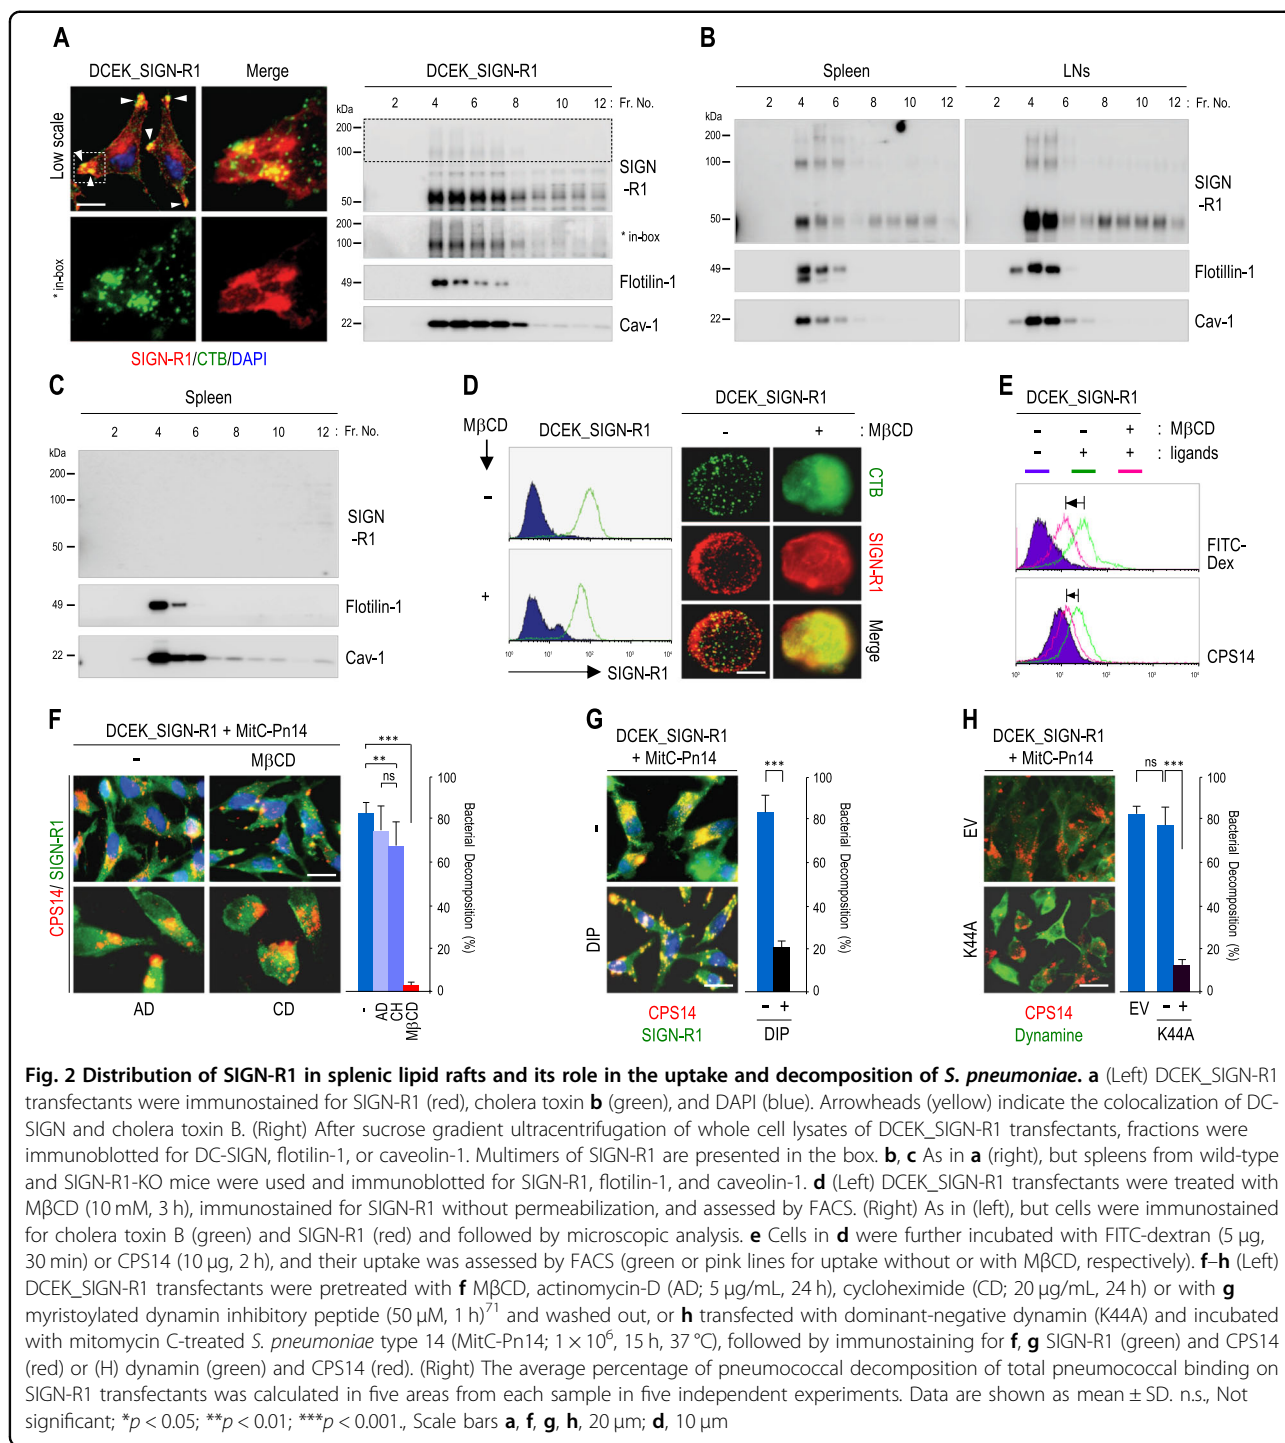 A
DCEK_SIGN-R1
Merge
DCEK_SIGN-R1
2 4 6 8 10 12 : Fr. No.
kDa
Low scale
200
100
50
SIGN
-R1
200
100
* in-box
* in-box
49
Flotilin-1
22
Cav-1
SIGN-R1/CTB/DAPI
B
Spleen
LNs
2 4 6 8 10 12
2 4 6 8 10 12 : Fr. No.
kDa
200
100
50
SIGN
-R1
49
Flotillin-1
22
Cav-1
C
Spleen
2 4 6 8 10 12 : Fr. No.
kDa
200
100
50
SIGN
-R1
49
Flotilin-1
22
Cav-1
D
MβCD
DCEK_SIGN-R1
-
+
10⁰ 10¹ 10² 10³ 10⁴
SIGN-R1
DCEK_SIGN-R1
- + : MβCD
CTB
SIGN-R1
Merge
E
DCEK_SIGN-R1
- - + : MβCD
- + + : ligands
FITC-
Dex
CPS14
10⁰ 10¹ 10² 10³ 10⁴
F
DCEK_SIGN-R1 + MitC-Pn14
- MβCD
CPS14/ SIGN-R1
AD CD
***
**
ns
100
80
60
40
20
0
Bacterial Decomposition (%)
- AD CH MβCD
G
DCEK_SIGN-R1
+ MitC-Pn14
-
DIP
CPS14
SIGN-R1
***
100
80
60
40
20
0
Bacterial Decomposition (%)
- +
DIP
H
DCEK_SIGN-R1
+ MitC-Pn14
EV
K44A
CPS14
Dynamine
ns ***
100
80
60
40
20
0
Bacterial Decomposition (%)
EV - +
K44A
Fig. 2 Distribution of SIGN-R1 in splenic lipid rafts and its role in the uptake and decomposition of S. pneumoniae. a (Left) DCEK_SIGN-R1
transfectants were immunostained for SIGN-R1 (red), cholera toxin b (green), and DAPI (blue). Arrowheads (yellow) indicate the colocalization of DC-
SIGN and cholera toxin B. (Right) After sucrose gradient ultracentrifugation of whole cell lysates of DCEK_SIGN-R1 transfectants, fractions were
immunoblotted for DC-SIGN, flotilin-1, or caveolin-1. Multimers of SIGN-R1 are presented in the box. b, c As in a (right), but spleens from wild-type
and SIGN-R1-KO mice were used and immunoblotted for SIGN-R1, flotilin-1, and caveolin-1. d (Left) DCEK_SIGN-R1 transfectants were treated with
MβCD (10 mM, 3 h), immunostained for SIGN-R1 without permeabilization, and assessed by FACS. (Right) As in (left), but cells were immunostained
for cholera toxin B (green) and SIGN-R1 (red) and followed by microscopic analysis. e Cells in d were further incubated with FITC-dextran (5 μg,
30 min) or CPS14 (10 μg, 2 h), and their uptake was assessed by FACS (green or pink lines for uptake without or with MβCD, respectively). f–h (Left)
DCEK_SIGN-R1 transfectants were pretreated with f MβCD, actinomycin-D (AD; 5 μg/mL, 24 h), cycloheximide (CD; 20 μg/mL, 24 h) or with g
myristoylated dynamin inhibitory peptide (50 μM, 1 h)⁷¹ and washed out, or h transfected with dominant-negative dynamin (K44A) and incubated
with mitomycin C-treated S. pneumoniae type 14 (MitC-Pn14; 1 × 10⁶, 15 h, 37 °C), followed by immunostaining for f, g SIGN-R1 (green) and CPS14
(red) or (H) dynamin (green) and CPS14 (red). (Right) The average percentage of pneumococcal decomposition of total pneumococcal binding on
SIGN-R1 transfectants was calculated in five areas from each sample in five independent experiments. Data are shown as mean ± SD. n.s., Not
significant; *p < 0.05; **p < 0.01; ***p < 0.001., Scale bars a, f, g, h, 20 μm; d, 10 μm